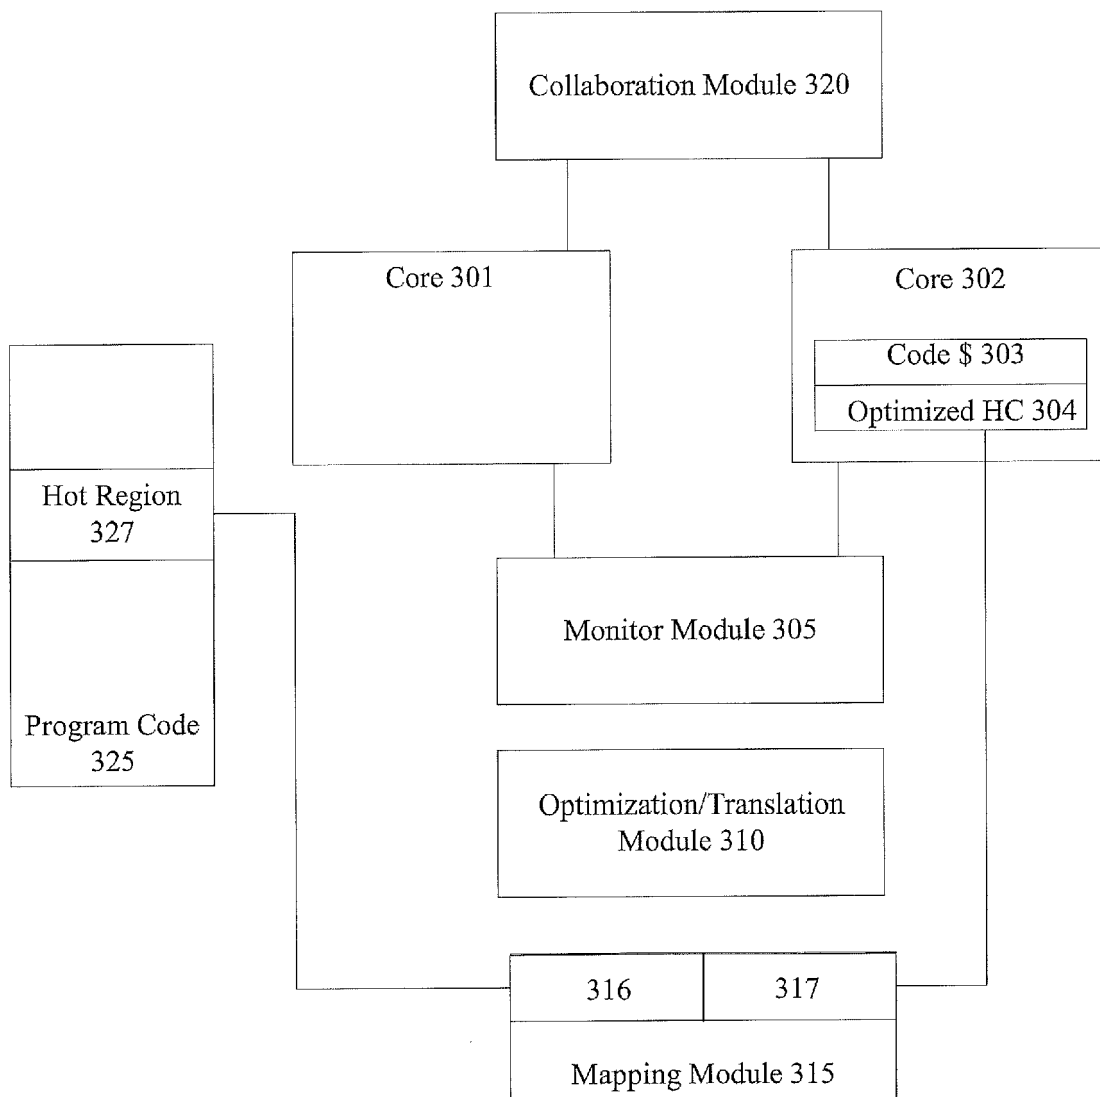 Collaboration Module 320
Core 301
Core 302
Code $ 303
Optimized HC 304
Hot Region
327
Monitor Module 305
Program Code
325
Optimization/Translation
Module 310
316
317
Mapping Module 315